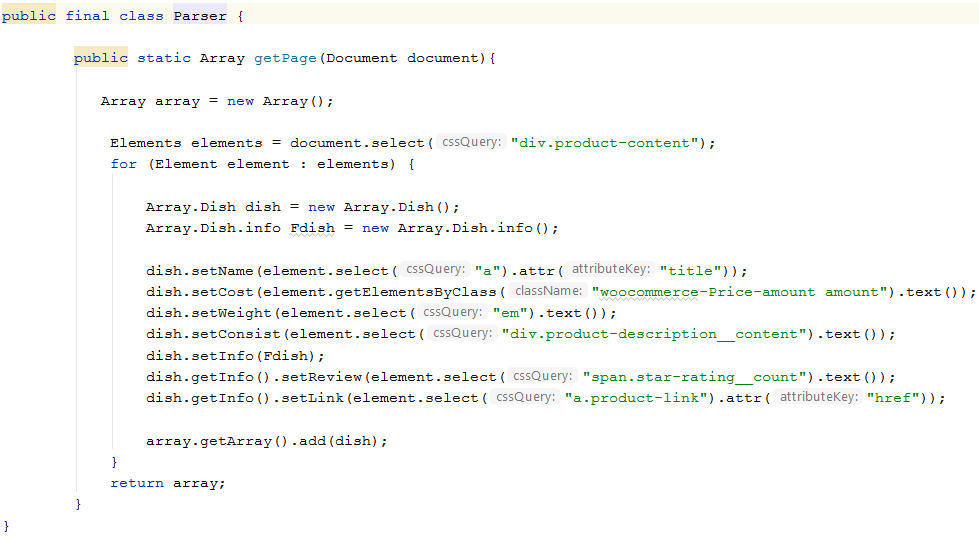 public final class Parser {
public static Array getPage(Document document){
Array array = new Array();
Elements elements = document.select( cssQuery: "div.product-content");
for (Element element : elements) {
Array.Dish dish = new Array.Dish();
Array.Dish.info Fdish = new Array.Dish.info();
dish.setName(element.select( cssQuery: "a").attr( attributeKey: "title"));
dish.setCost(element.getElementsByClass( className: "woocommerce-Price-amount amount").text());
dish.setWeight(element.select( cssQuery: "em").text());
dish.setConsist(element.select( cssQuery: "div.product-description__content").text());
dish.setInfo(Fdish);
dish.getInfo().setReview(element.select( cssQuery: "span.star-rating__count").text());
dish.getInfo().setLink(element.select( cssQuery: "a.product-link").attr( attributeKey: "href"));
array.getArray().add(dish);
}
return array;
}
}